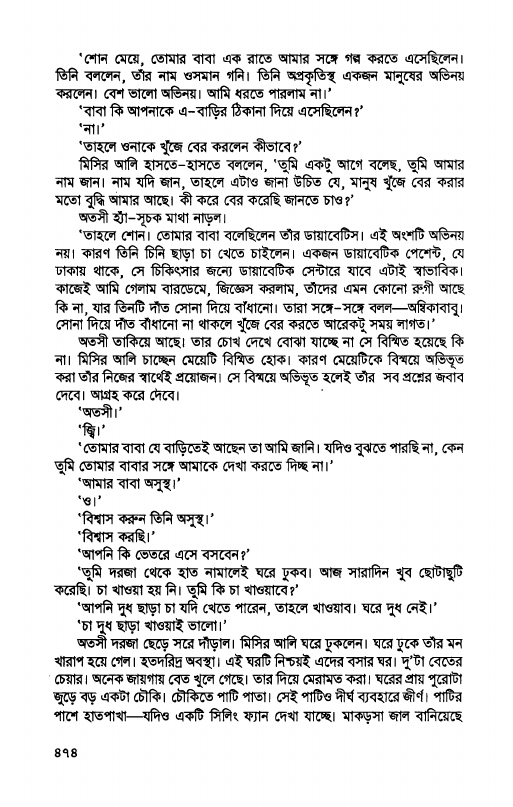 ‘শোন মেয়ে, তোমার বাবা এক রাতে আমার সঙ্গে গল্প করতে এসেছিলেন।
তিনি বললেন, তাঁর নাম ওসমান গনি। তিনি অপ্রকৃতিস্থ একজন মানুষের অভিনয়
করলেন। বেশ ভালো অভিনয়। আমি ধরতে পারলাম না।’
‘বাবা কি আপনাকে এ-বাড়ির ঠিকানা দিয়ে এসেছিলেন?’
‘না।’
‘তাহলে ওনাকে খুঁজে বের করলেন কীভাবে?’
মিসির আলি হাসতে-হাসতে বললেন, ‘তুমি একটু আগে বলেছ, তুমি আমার
নাম জান। নাম যদি জান, তাহলে এটাও জানা উচিত যে, মানুষ খুঁজে বের করার
মতো বুদ্ধি আমার আছে। কী করে বের করেছি জানতে চাও?’
অতসী হ্যাঁ-সূচক মাথা নাড়ল।
‘তাহলে শোন। তোমার বাবা বলেছিলেন তাঁর ডায়াবেটিস। এই অংশটি অভিনয়
নয়। কারণ তিনি চিনি ছাড়া চা খেতে চাইলেন। একজন ডায়াবেটিক পেশেন্ট, যে
ঢাকায় থাকে, সে চিকিৎসার জন্যে ডায়াবেটিক সেন্টারে যাবে এটাই স্বাভাবিক।
কাজেই আমি গেলাম বারডেমে, জিজ্ঞেস করলাম, তাঁদের এমন কোনো রুগী আছে
কি না, যার তিনটি দাঁত সোনা দিয়ে বাঁধানো। তারা সঙ্গে-সঙ্গে বলল—অম্বিকাবাবু।
সোনা দিয়ে দাঁত বাঁধানো না থাকলে খুঁজে বের করতে আরেকটু সময় লাগত।’
অতসী তাকিয়ে আছে। তার চোখ দেখে বোঝা যাচ্ছে না সে বিস্মিত হয়েছে কি
না। মিসির আলি চাচ্ছেন মেয়েটি বিস্মিত হোক। কারণ মেয়েটিকে বিস্ময়ে অভিভূত
করা তাঁর নিজের স্বার্থেই প্রয়োজন। সে বিস্ময়ে অভিভূত হলেই তাঁর সব প্রশ্নের জবাব
দেবে। আগ্রহ করে দেবে।
‘অতসী।’
‘জ্বি।’
‘তোমার বাবা যে বাড়িতেই আছেন তা আমি জানি। যদিও বুঝতে পারছি না, কেন
তুমি তোমার বাবার সঙ্গে আমাকে দেখা করতে দিচ্ছ না।’
‘আমার বাবা অসুস্থ।’
‘ও।’
‘বিশ্বাস করুন তিনি অসুস্থ।’
‘বিশ্বাস করছি।’
‘আপনি কি ভেতরে এসে বসবেন?’
‘তুমি দরজা থেকে হাত নামালেই ঘরে ঢুকব। আজ সারাদিন খুব ছোটাছুটি
করেছি। চা খাওয়া হয় নি। তুমি কি চা খাওয়াবে?’
‘আপনি দুধ ছাড়া চা যদি খেতে পারেন, তাহলে খাওয়াব। ঘরে দুধ নেই।’
‘চা দুধ ছাড়া খাওয়াই ভালো।’
অতসী দরজা ছেড়ে সরে দাঁড়াল। মিসির আলি ঘরে ঢুকলেন। ঘরে ঢুকে তাঁর মন
খারাপ হয়ে গেল। হতদরিদ্র অবস্থা। এই ঘরটি নিশ্চয়ই এদের বসার ঘর। দু’টা বেতের
চেয়ার। অনেক জায়গায় বেত খুলে গেছে। তার দিয়ে মেরামত করা। ঘরের প্রায় পুরোটা
জুড়ে বড় একটা চৌকি। চৌকিতে পাটি পাতা। সেই পাটিও দীর্ঘ ব্যবহারে জীর্ণ। পাটির
পাশে হাতপাখা—যদিও একটি সিলিং ফ্যান দেখা যাচ্ছে। মাকড়সা জাল বানিয়েছে
৪৭৪